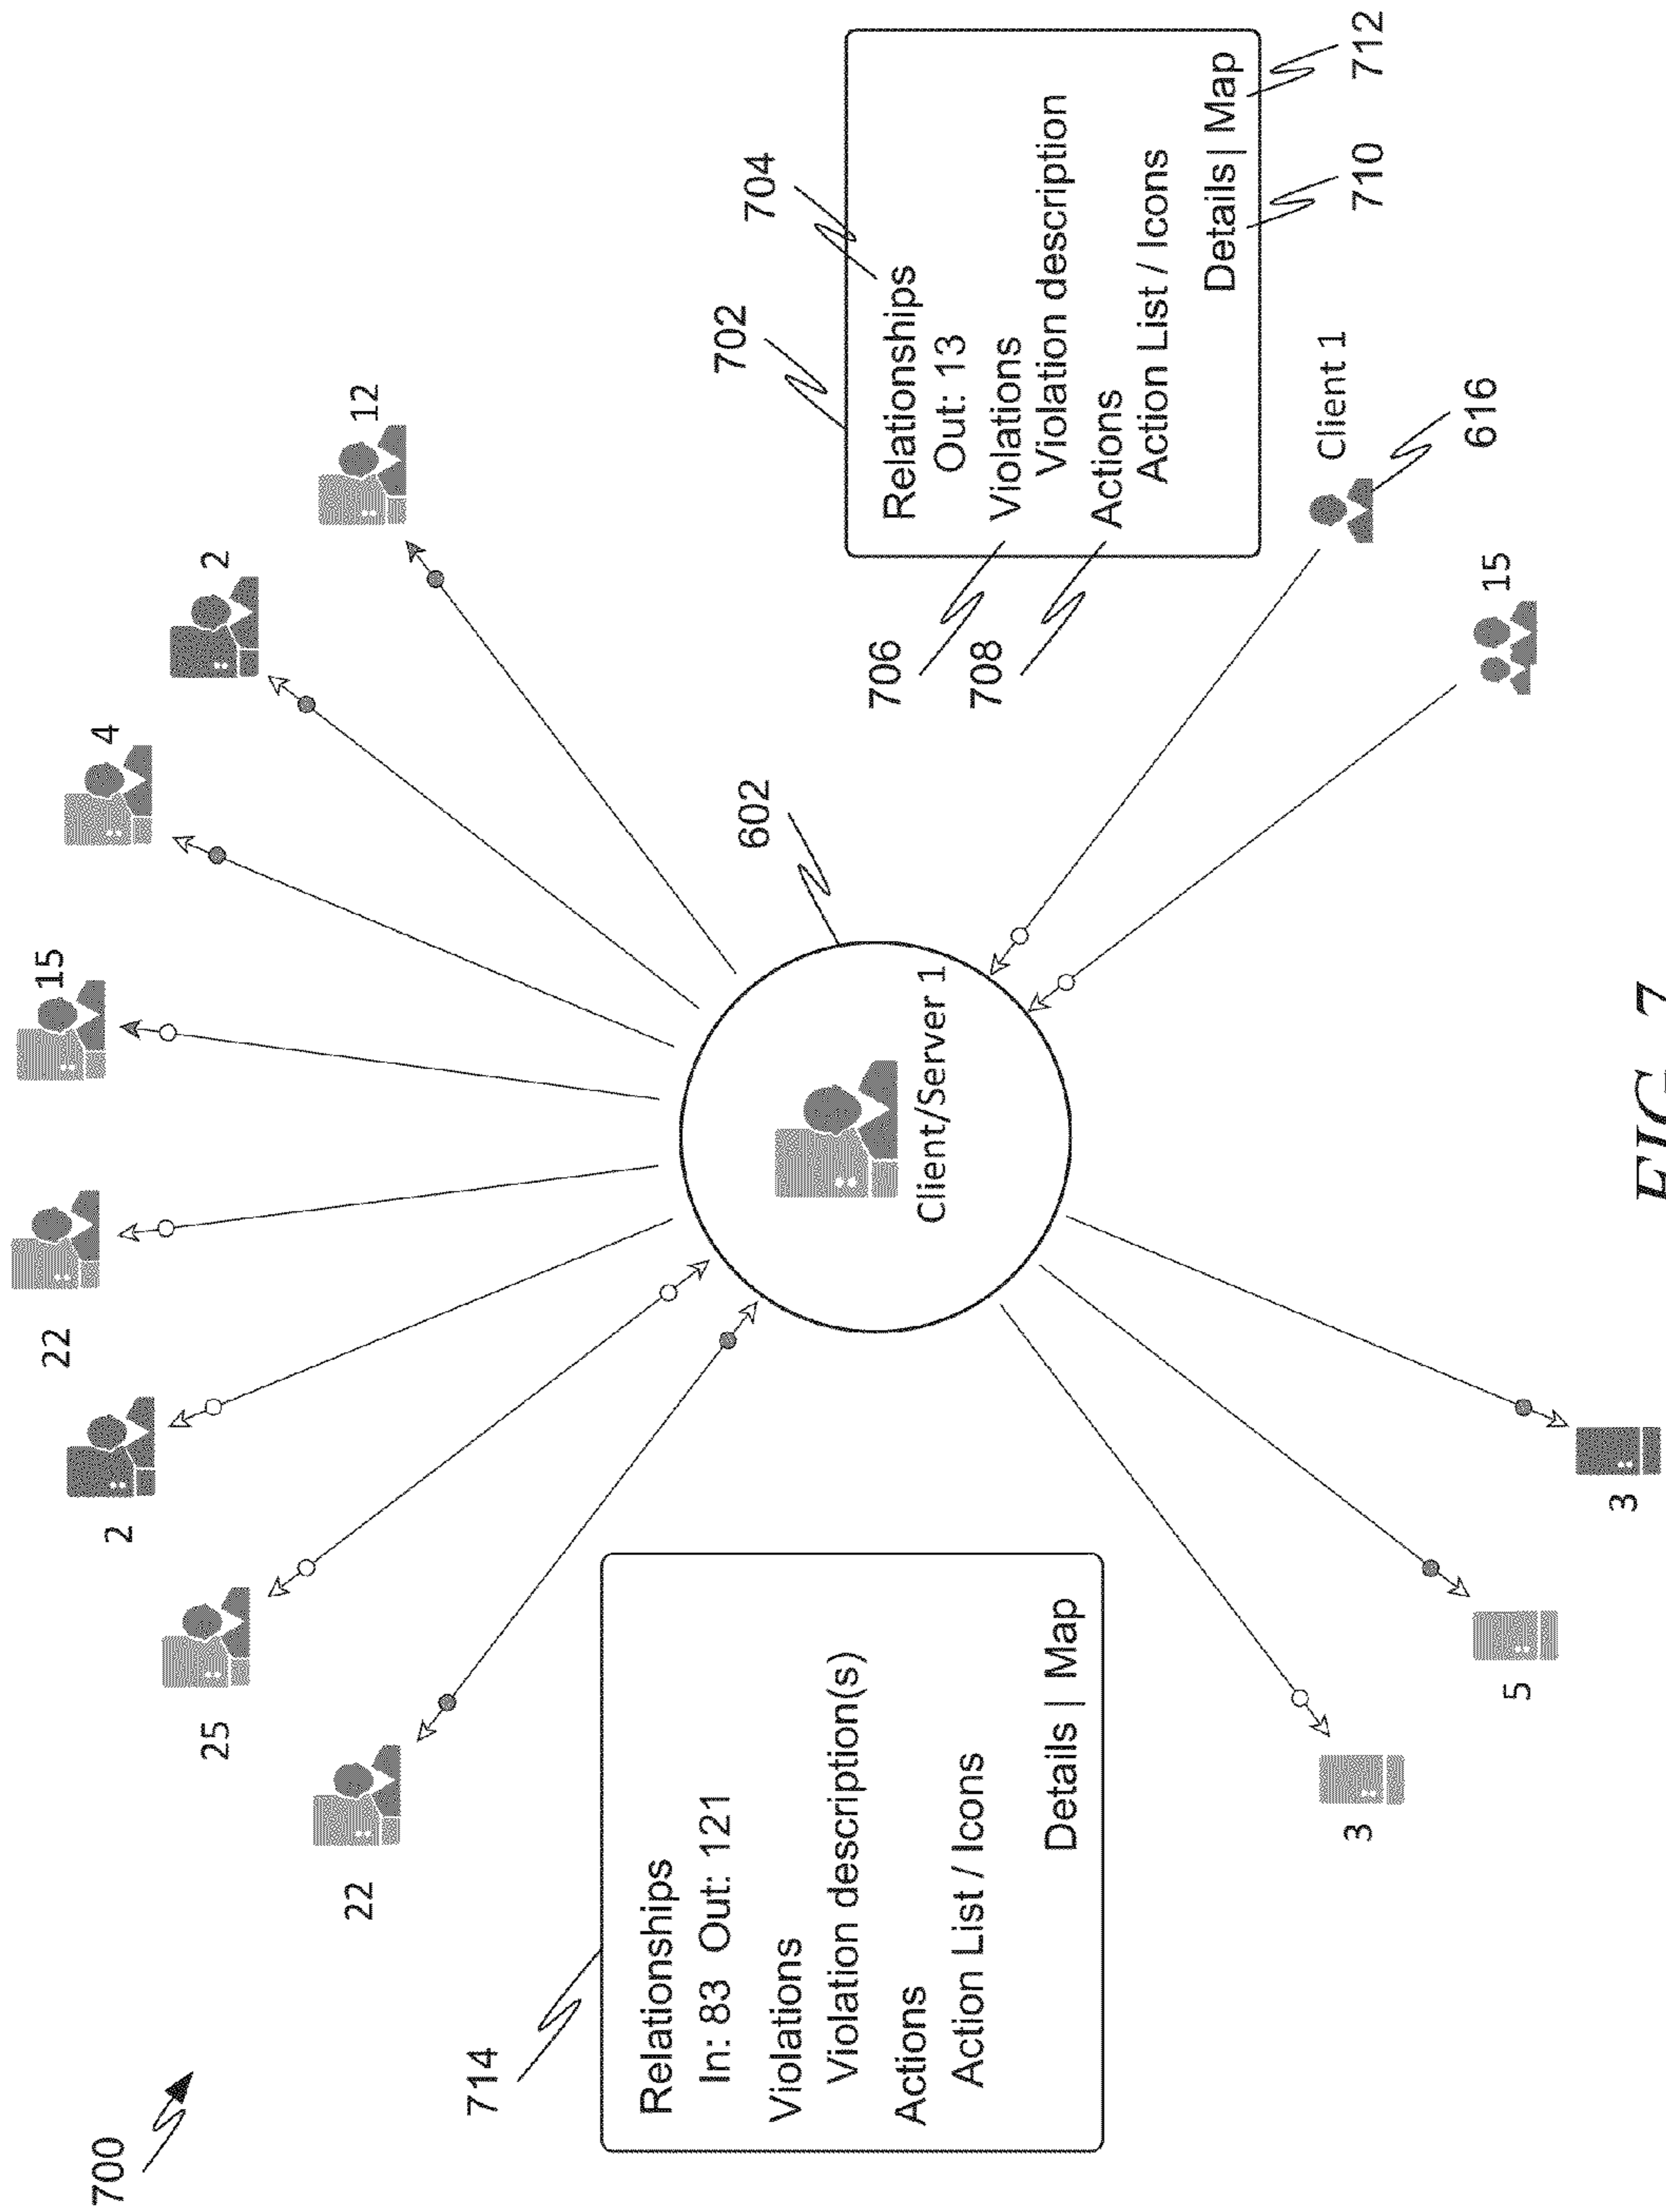 700
22
15
2
4
25
2
22
12
714
Relationships
In: 83 Out: 121
Violations
Violation description(s)
Actions
Action List / Icons
Details | Map
602
Client/Server 1
702
704
Relationships
Out: 13
706
Violations
Violation description
708
Actions
Action List / Icons
Details | Map
710
712
Client 1
616
15
3
5
3
FIG. 7